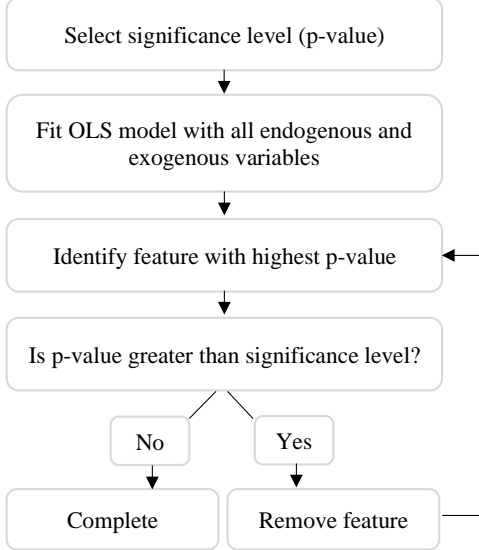 Select significance level (p-value)
Fit OLS model with all endogenous and
exogenous variables
Identify feature with highest p-value
Is p-value greater than significance level?
No
Yes
Complete
Remove feature